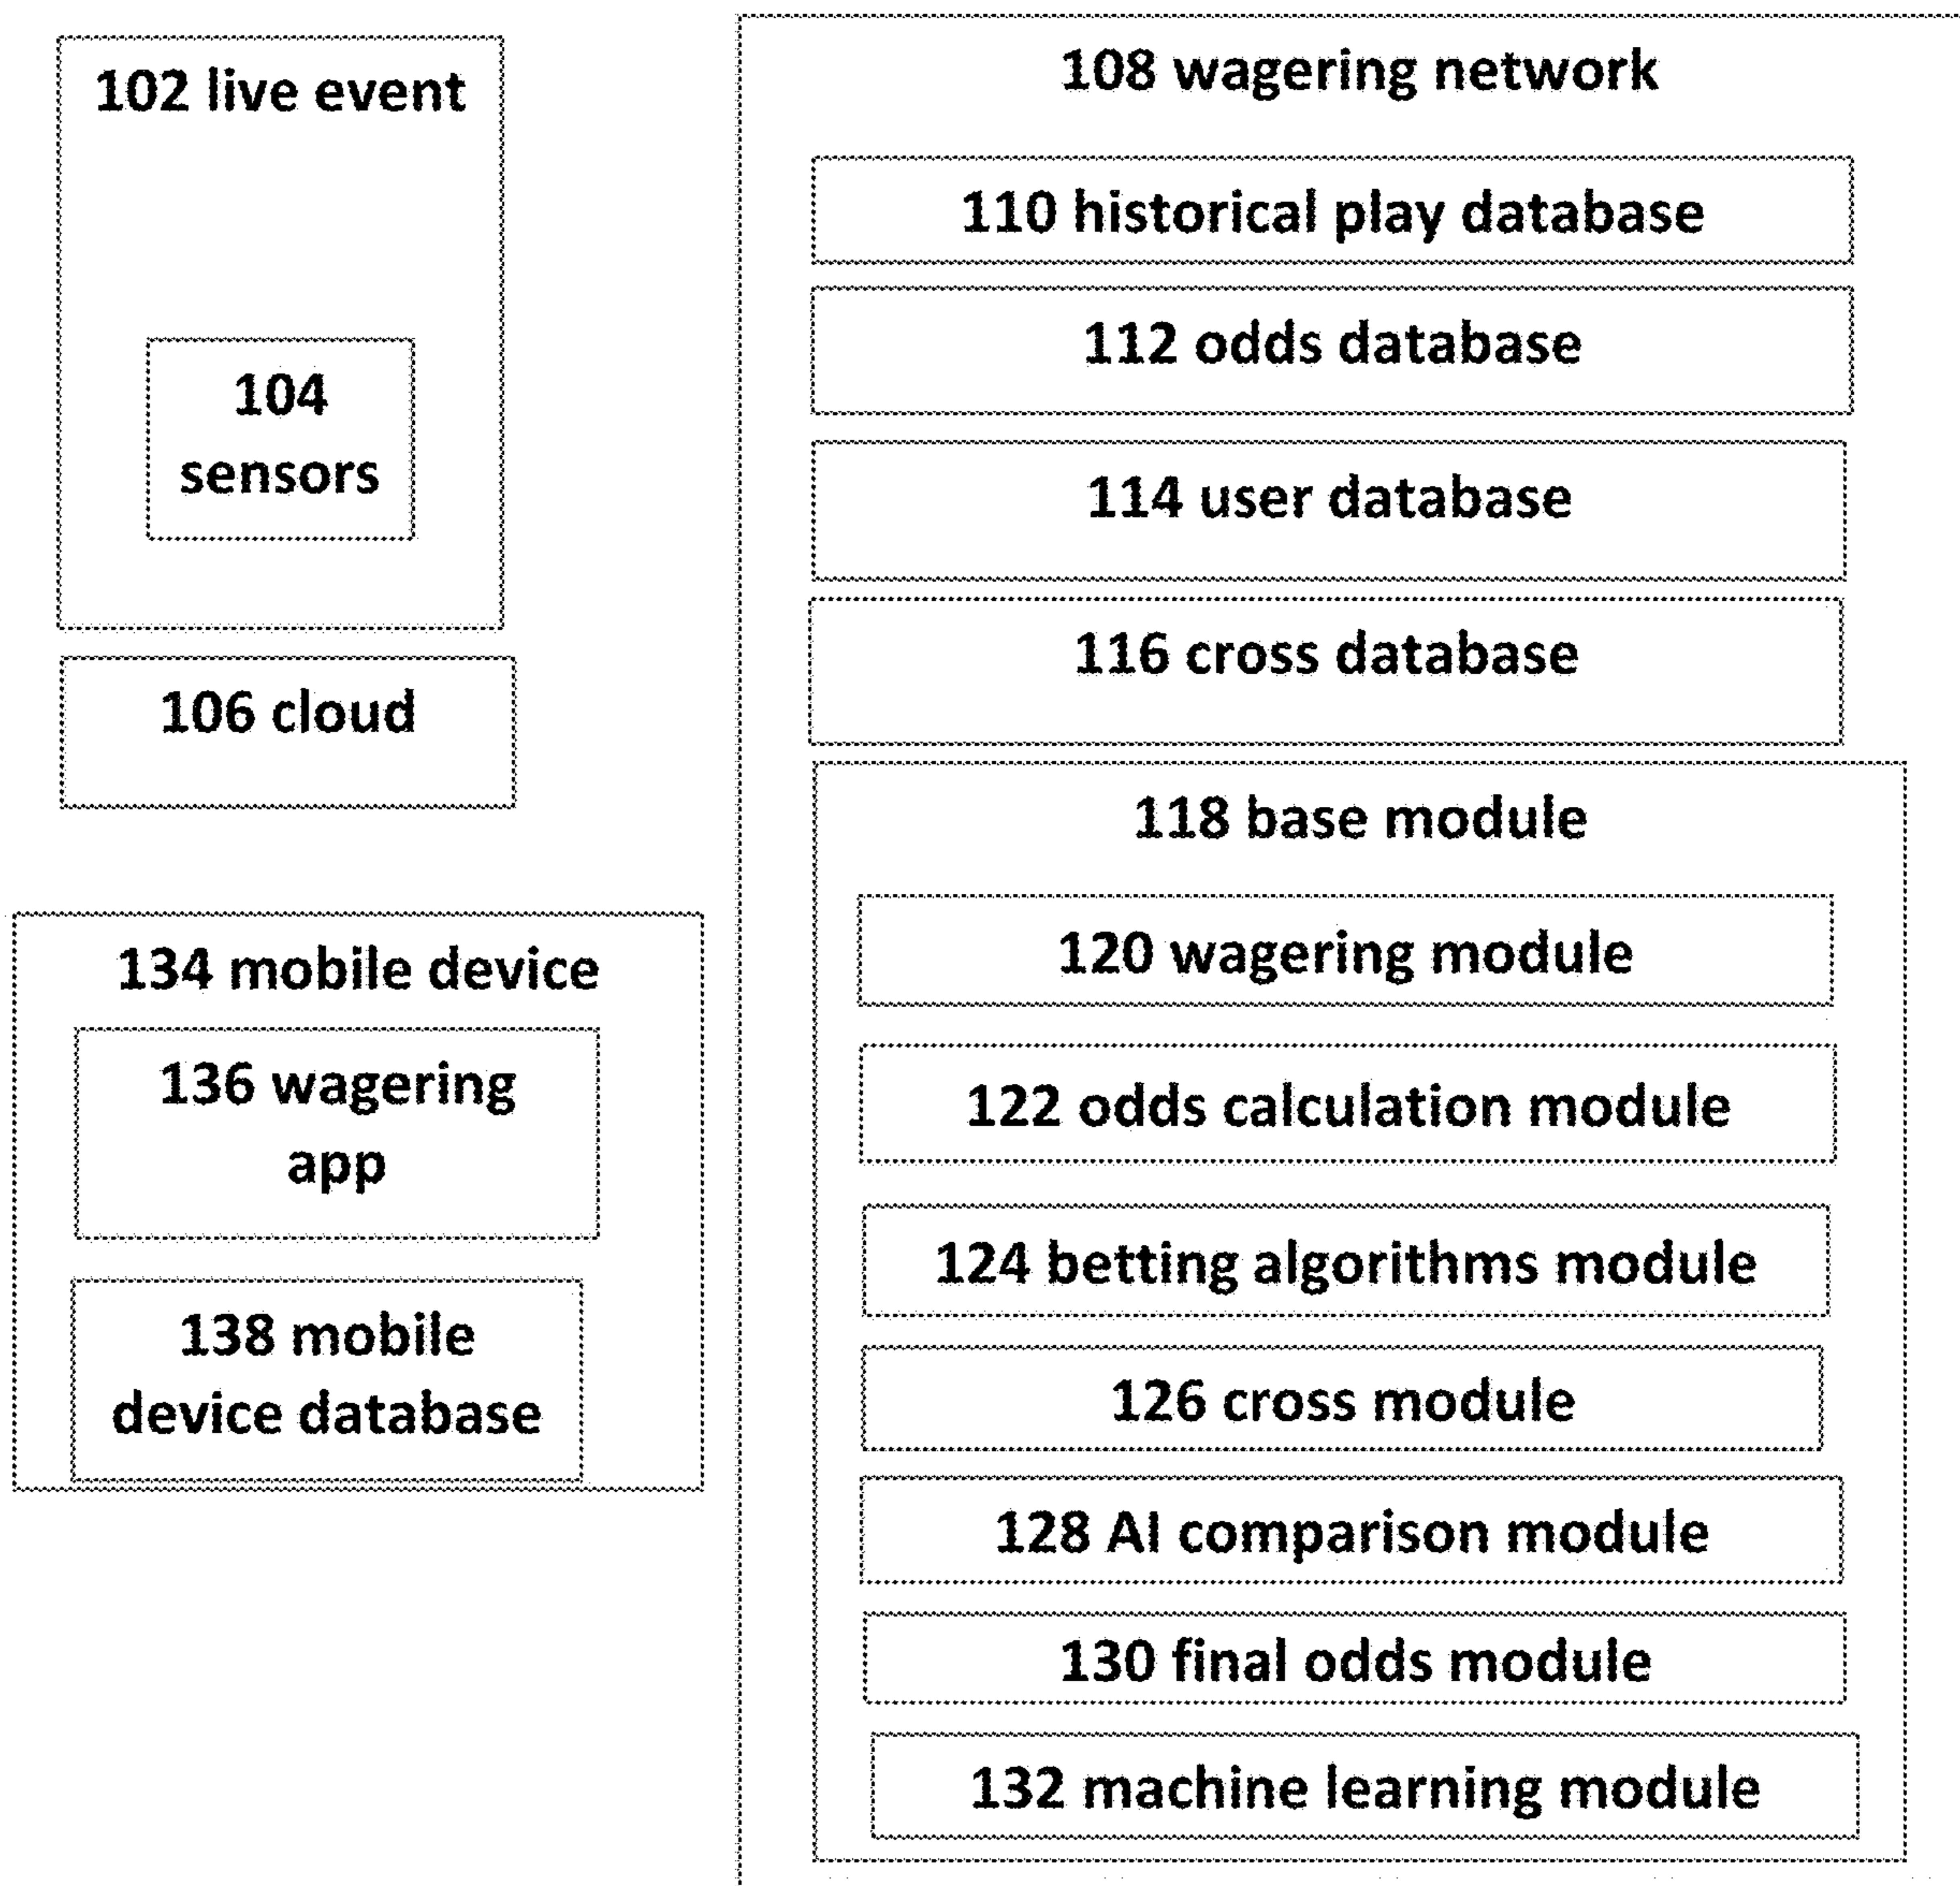 102 live event
104
sensors
106 cloud
134 mobile device
136 wagering
app
138 mobile
device database
108 wagering network
110 historical play database
112 odds database
114 user database
116 cross database
118 base module
120 wagering module
122 odds calculation module
124 betting algorithms module
126 cross module
128 AI comparison module
130 final odds module
132 machine learning module